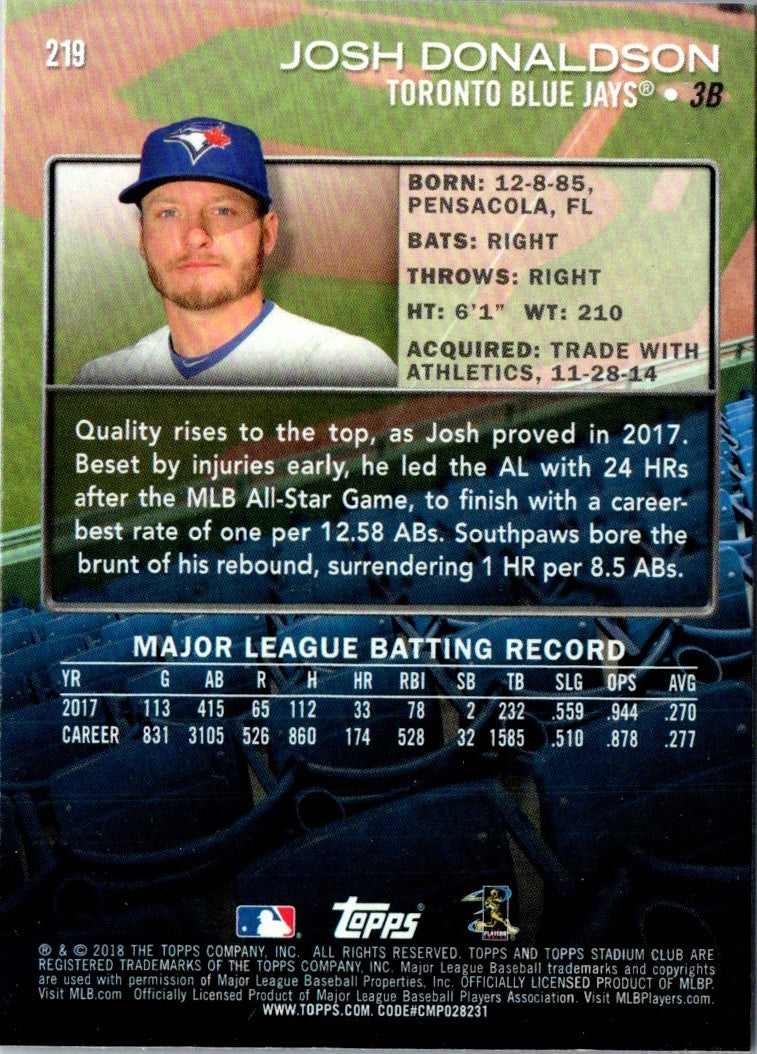 219
JOSH DONALDSON
TORONTO BLUE JAYS® • 3B
BORN: 12-8-85,
PENSACOLA, FL
BATS: RIGHT
THROWS: RIGHT
HT: 6'1" WT: 210
ACQUIRED: TRADE WITH
ATHLETICS, 11-28-14
Quality rises to the top, as Josh proved in 2017.
Beset by injuries early, he led the AL with 24 HRs
after the MLB All-Star Game, to finish with a career-
best rate of one per 12.58 ABs. Southpaws bore the
brunt of his rebound, surrendering 1 HR per 8.5 ABs.
MAJOR LEAGUE BATTING RECORD
YR G AB R H HR RBI SB TB SLG OPS AVG
2017 113 415 65 112 33 78 2 232 .559 .944 .270
CAREER 831 3105 526 860 174 528 32 1585 .510 .878 .277
Topps®
PLAYERS
® & © 2018 THE TOPPS COMPANY, INC. ALL RIGHTS RESERVED. TOPPS AND TOPPS STADIUM CLUB ARE
REGISTERED TRADEMARKS OF THE TOPPS COMPANY, INC. Major League Baseball trademarks and copyrights
are used with permission of Major League Baseball Properties, Inc. OFFICIALLY LICENSED PRODUCT OF MLBP.
Visit MLB.com Officially Licensed Product of Major League Baseball Players Association. Visit MLBPlayers.com.
WWW.TOPPS.COM. CODE#CMP028231